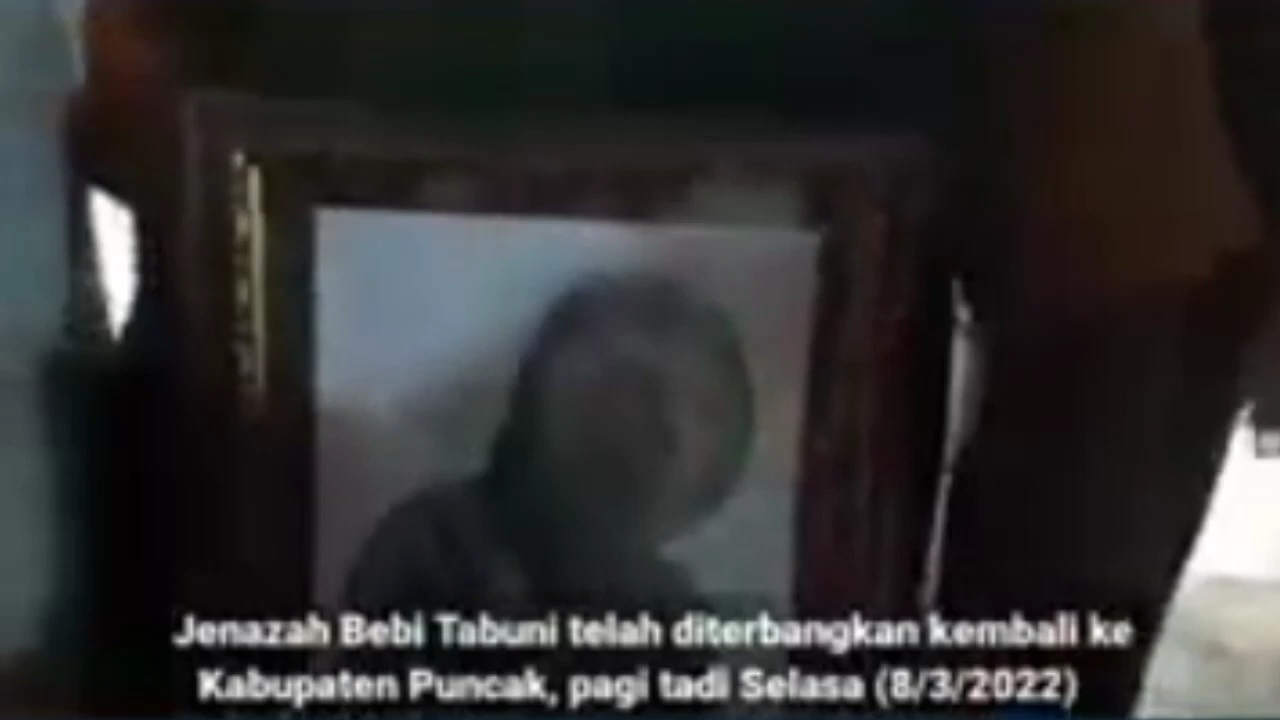 Jenazah Bebi Tabuni telah diterbangkan kembali ke
Kabupaten Puncak, pagi tadi Selasa (8/3/2022)